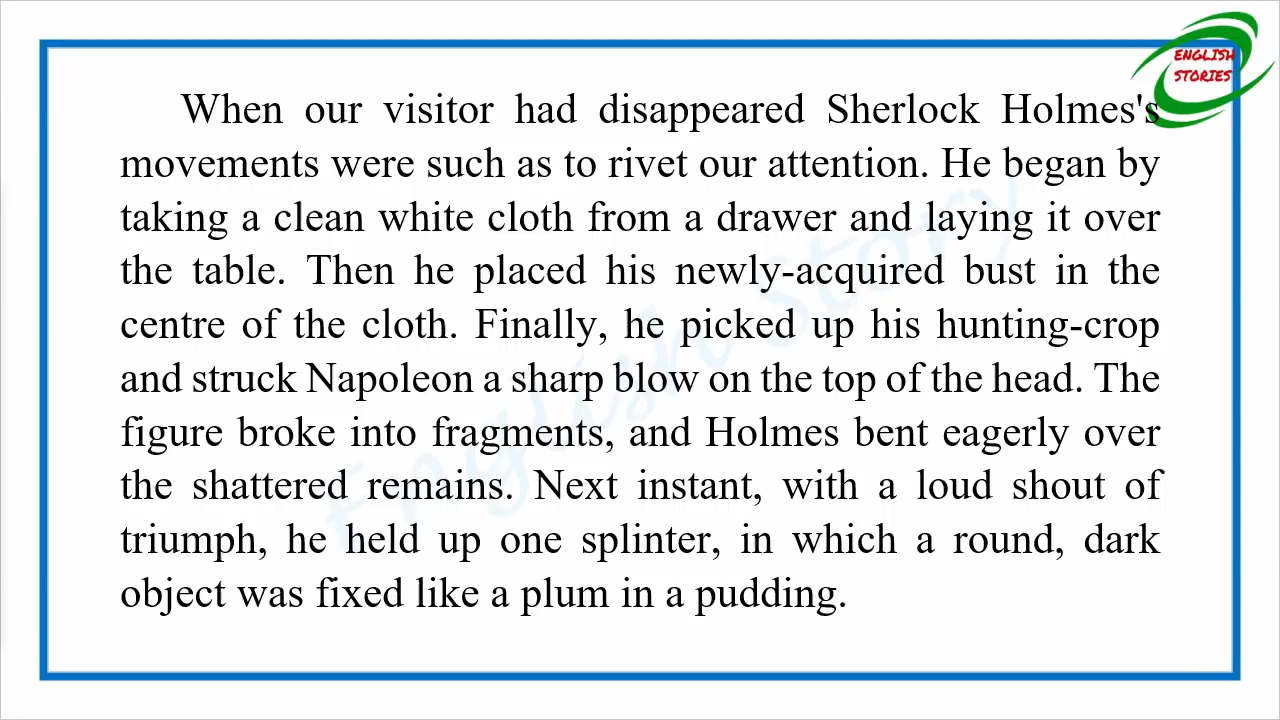 ENGLISH
STORIES
When our visitor had disappeared Sherlock Holmes's
movements were such as to rivet our attention. He began by
taking a clean white cloth from a drawer and laying it over
the table. Then he placed his newly-acquired bust in the
centre of the cloth. Finally, he picked up his hunting-crop
and struck Napoleon a sharp blow on the top of the head. The
figure broke into fragments, and Holmes bent eagerly over
the shattered remains. Next instant, with a loud shout of
triumph, he held up one splinter, in which a round, dark
object was fixed like a plum in a pudding.
English Story